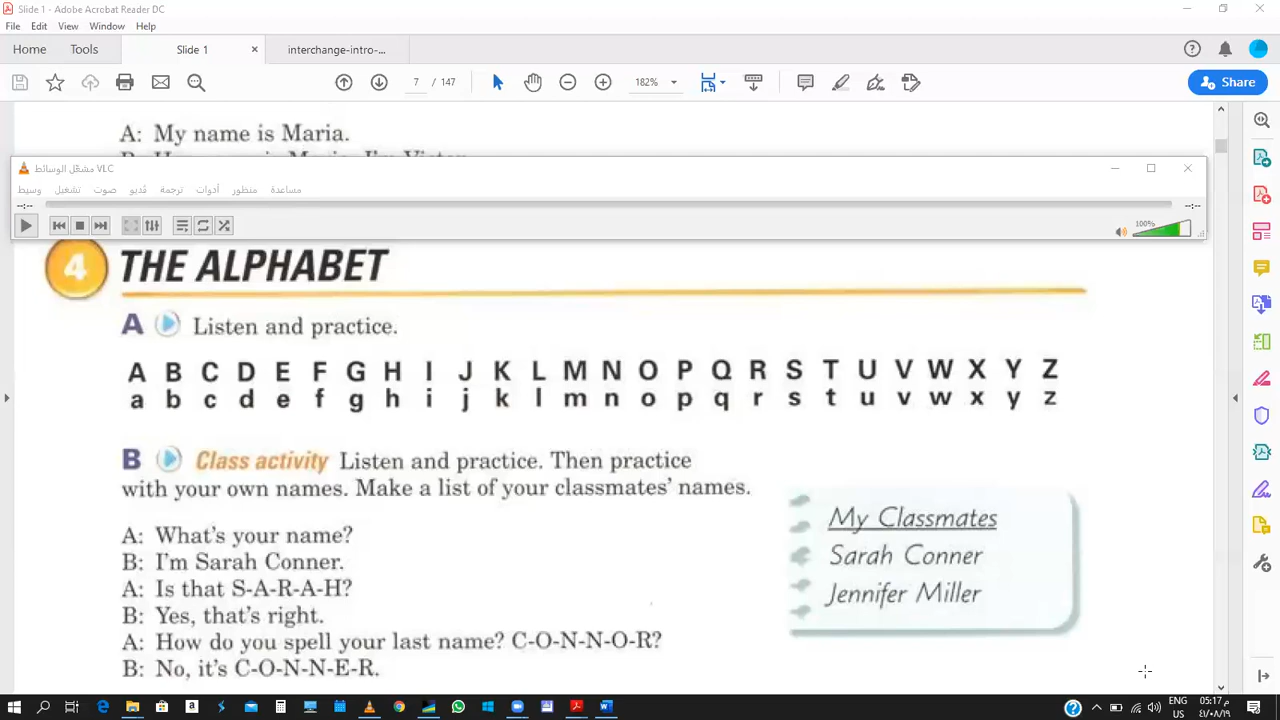 Slide 1 - Adobe Acrobat Reader DC
File Edit View Window Help
Home Tools Slide 1 × interchange-intro-...
7 / 147 182% Share
A: My name is Maria.
مشغل الوسائط VLC
وسيط تشغيل صوت فيديو ترجمة أدوات منظور مساعدة
--:-- --:--
100%
4 THE ALPHABET
A Listen and practice.
A B C D E F G H I J K L M N O P Q R S T U V W X Y Z
a b c d e f g h i j k l m n o p q r s t u v w x y z
B Class activity Listen and practice. Then practice
with your own names. Make a list of your classmates' names.
A: What's your name?
B: I'm Sarah Conner.
A: Is that S-A-R-A-H?
B: Yes, that's right.
A: How do you spell your last name? C-O-N-N-O-R?
B: No, it's C-O-N-N-E-R.
My Classmates
Sarah Conner
Jennifer Miller
ENG
US
05:17 م